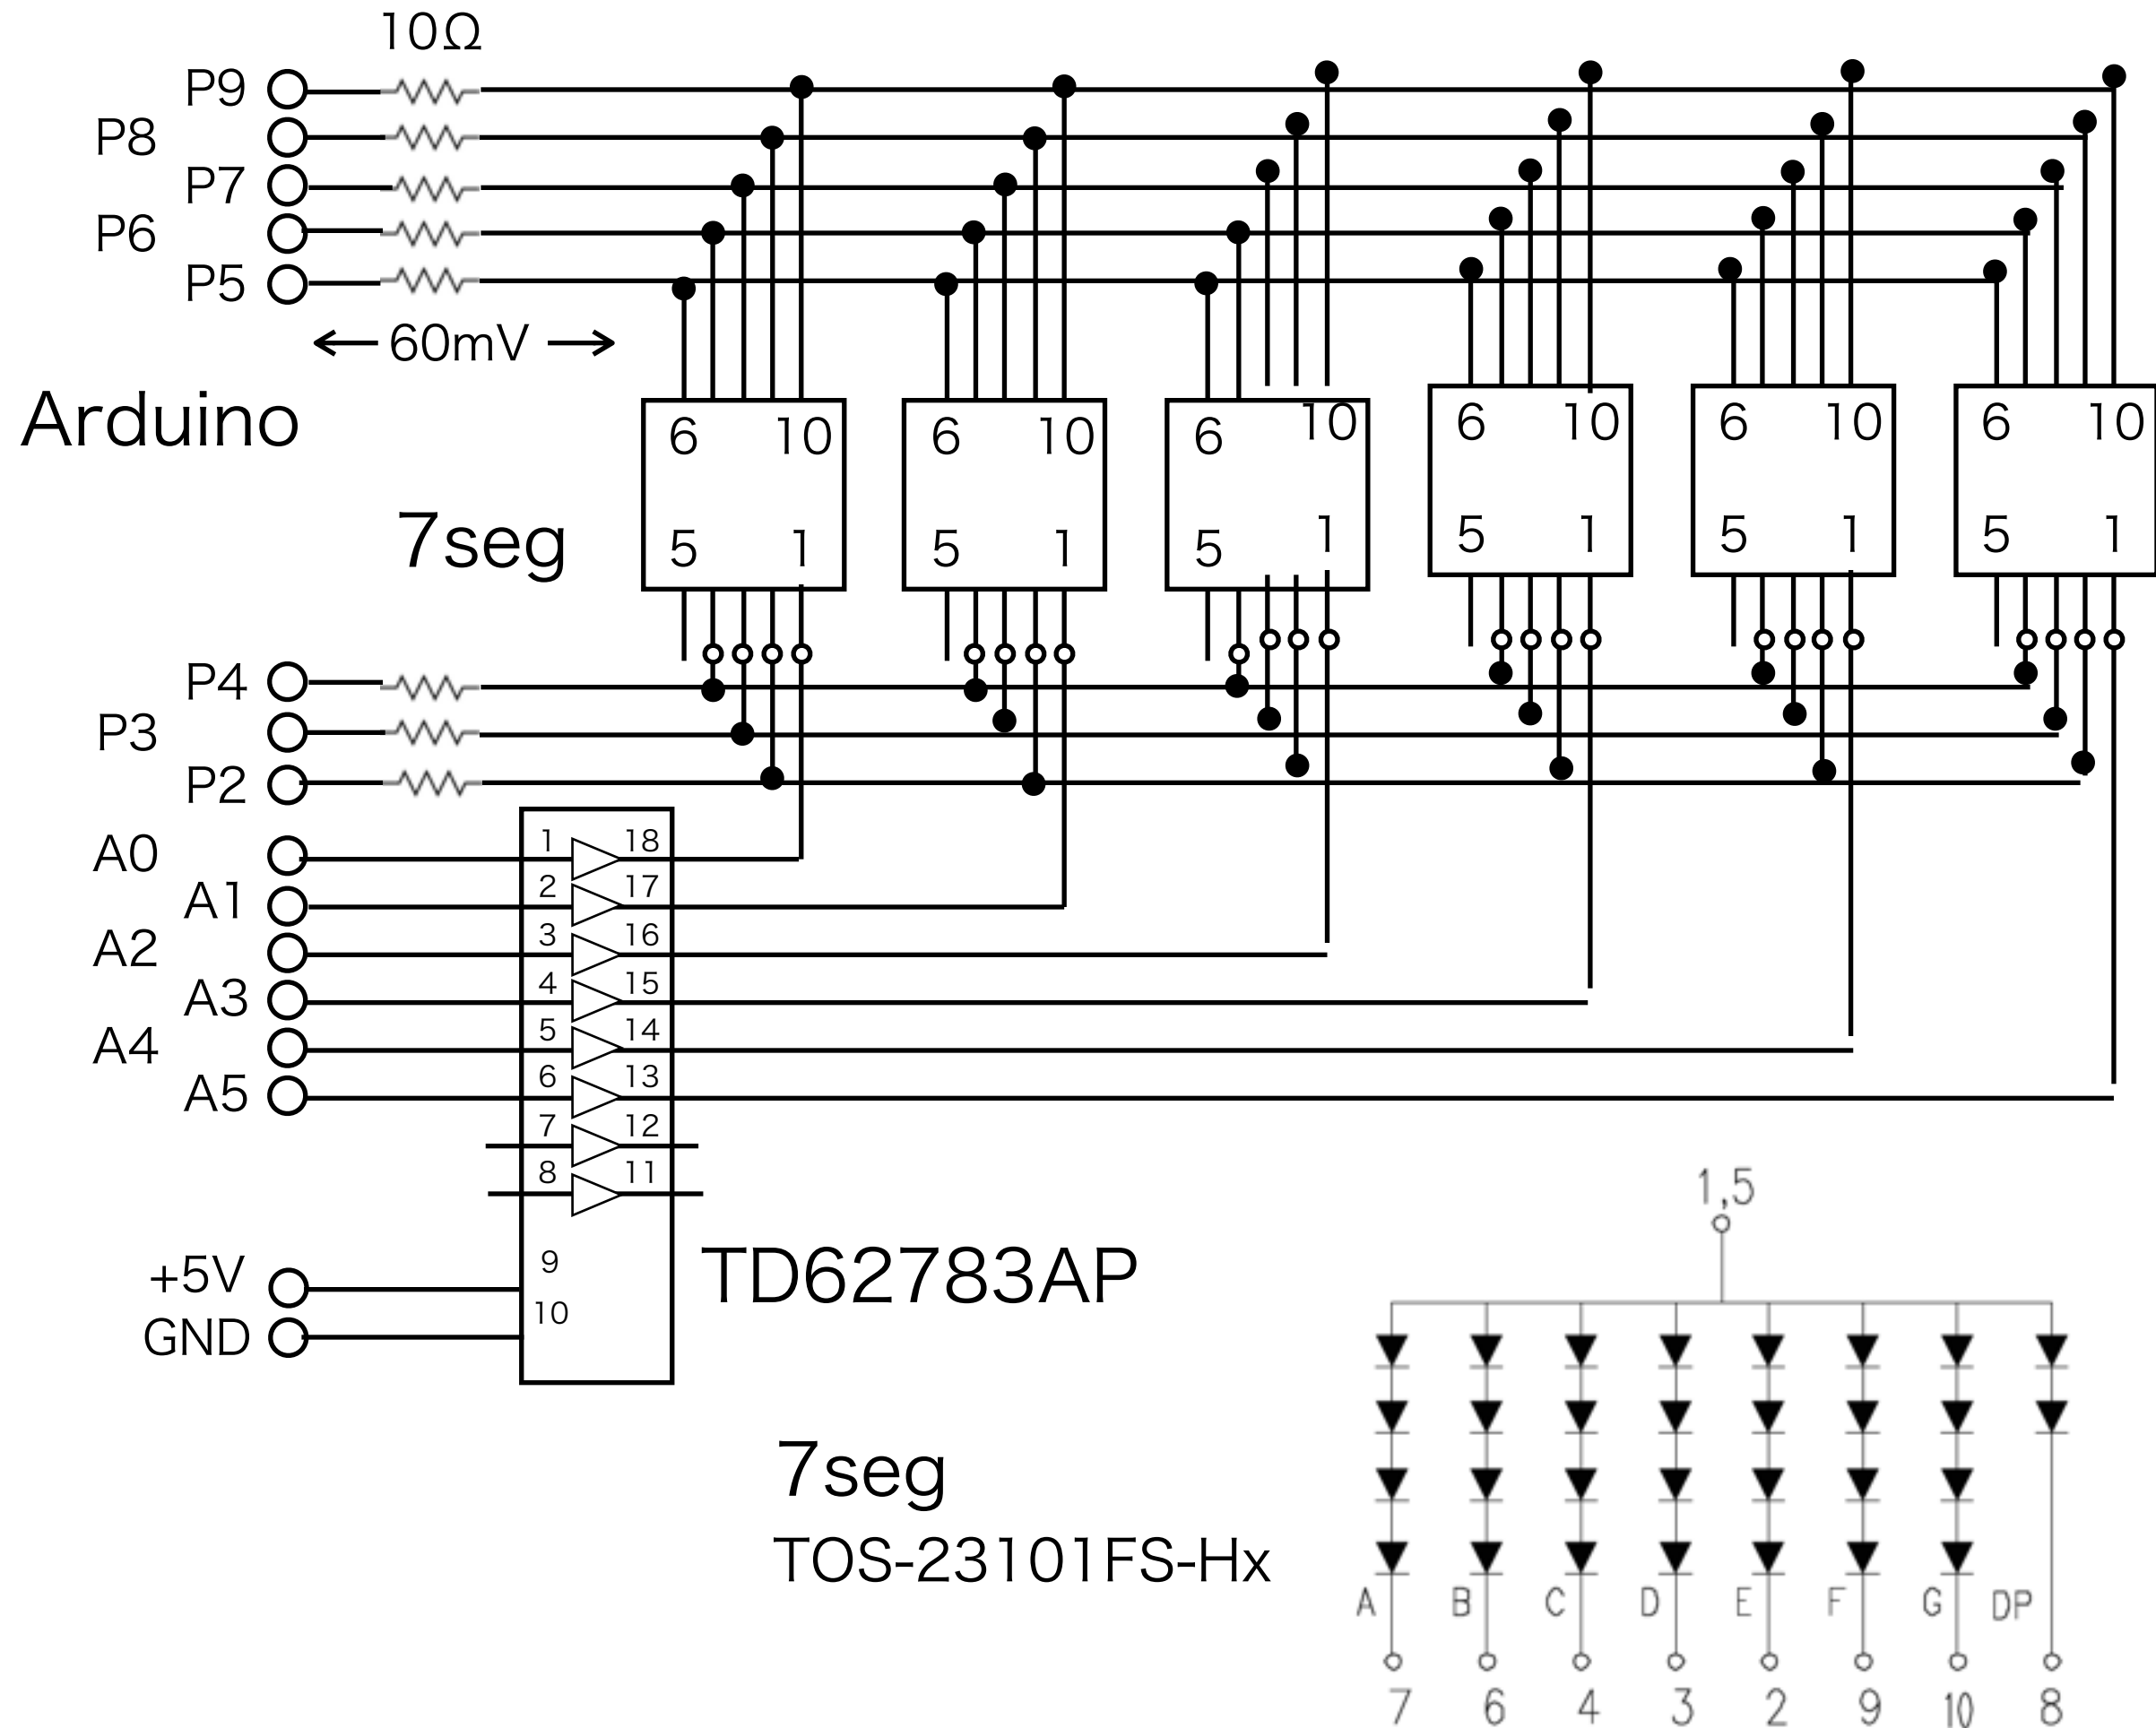 10Ω
P9
P8
P7
P6
P5
60mV
Arduino
6 10 6 10 6 10 6 10 6 10 6 10
5 1 5 1 5 1 5 1 5 1 5 1
7seg
P4
P3
P2
A0 1 18
A1 2 17
A2 3 16
A3 4 15
A4 5 14
A5 6 13
7 12
8 11
+5V 9
GND 10
TD62783AP
7seg
TOS-23101FS-Hx
1,5
A B C D E F G DP
7 6 4 3 2 9 10 8